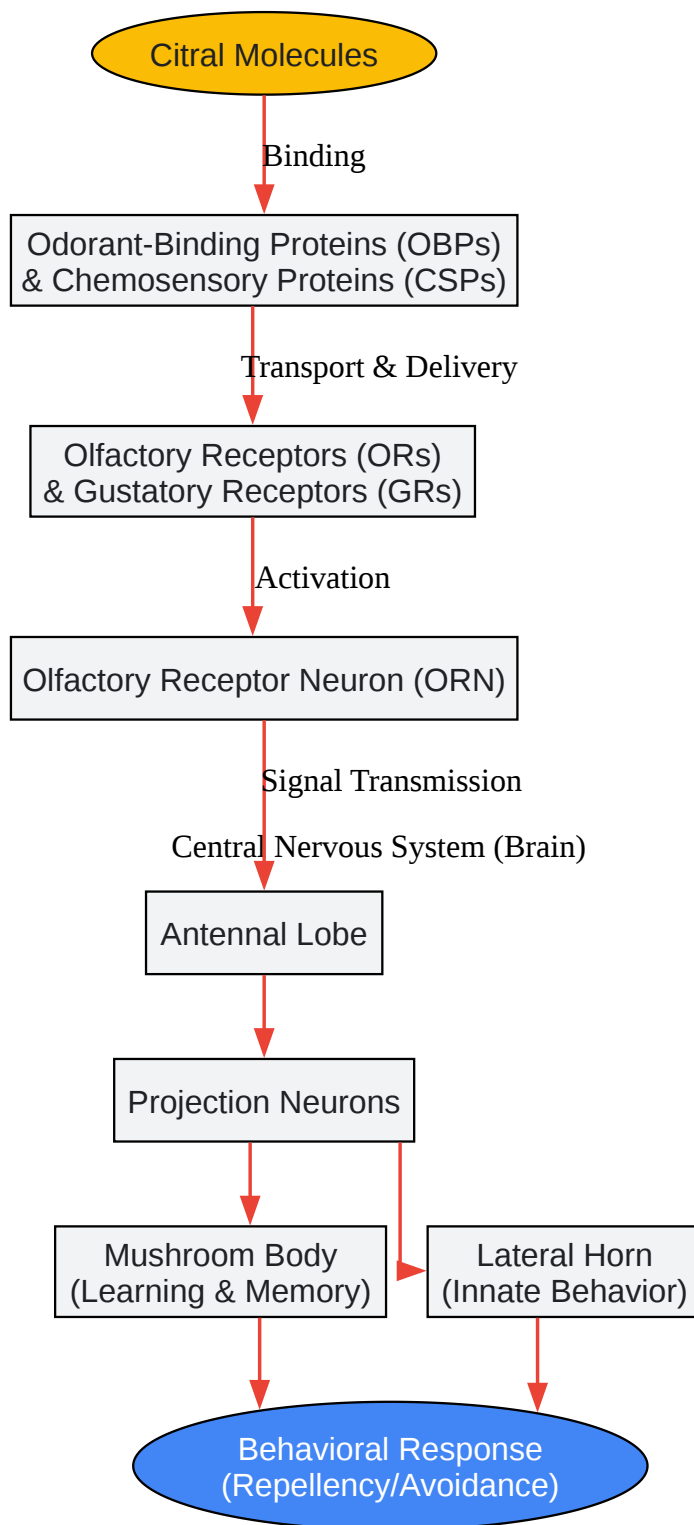 Citral Molecules
Binding
Odorant-Binding Proteins (OBPs)
& Chemosensory Proteins (CSPs)
Transport & Delivery
Olfactory Receptors (ORs)
& Gustatory Receptors (GRs)
Activation
Olfactory Receptor Neuron (ORN)
Signal Transmission
Central Nervous System (Brain)
Antennal Lobe
Projection Neurons
Mushroom Body
(Learning & Memory)
Lateral Horn
(Innate Behavior)
Behavioral Response
(Repellency/Avoidance)